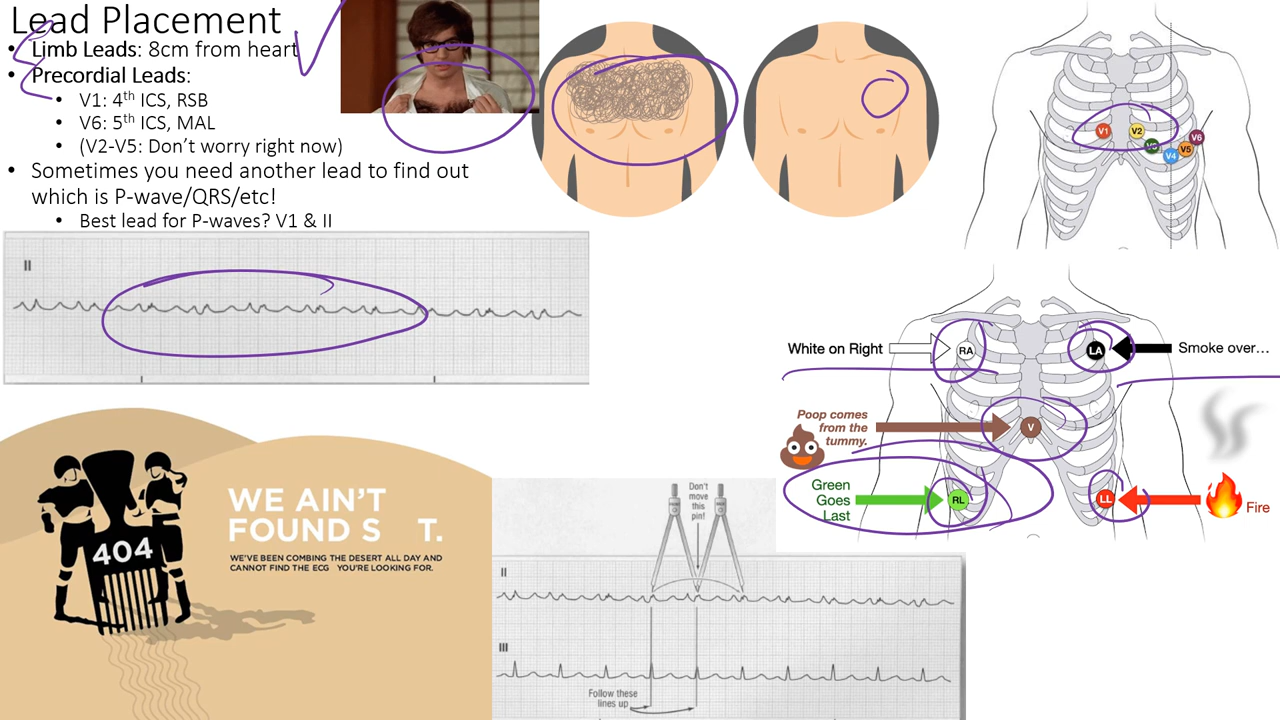 Lead Placement
• Limb Leads: 8cm from heart
• Precordial Leads:
• V1: 4th ICS, RSB
• V6: 5th ICS, MAL
• (V2-V5: Don't worry right now)
• Sometimes you need another lead to find out
which is P-wave/QRS/etc!
• Best lead for P-waves? V1 & II
V1
V2
V3
V4
V5
V6
II
White on Right
RA
LA
Smoke over...
Poop comes
from the
tummy.
V
Green
Goes
Last
RL
LL
Fire
404
WE AIN'T
FOUND S T.
WE'VE BEEN COMBING THE DESERT ALL DAY AND
CANNOT FIND THE ECG YOU'RE LOOKING FOR.
Don't
move
this
pin!
II
III
Follow these
lines up